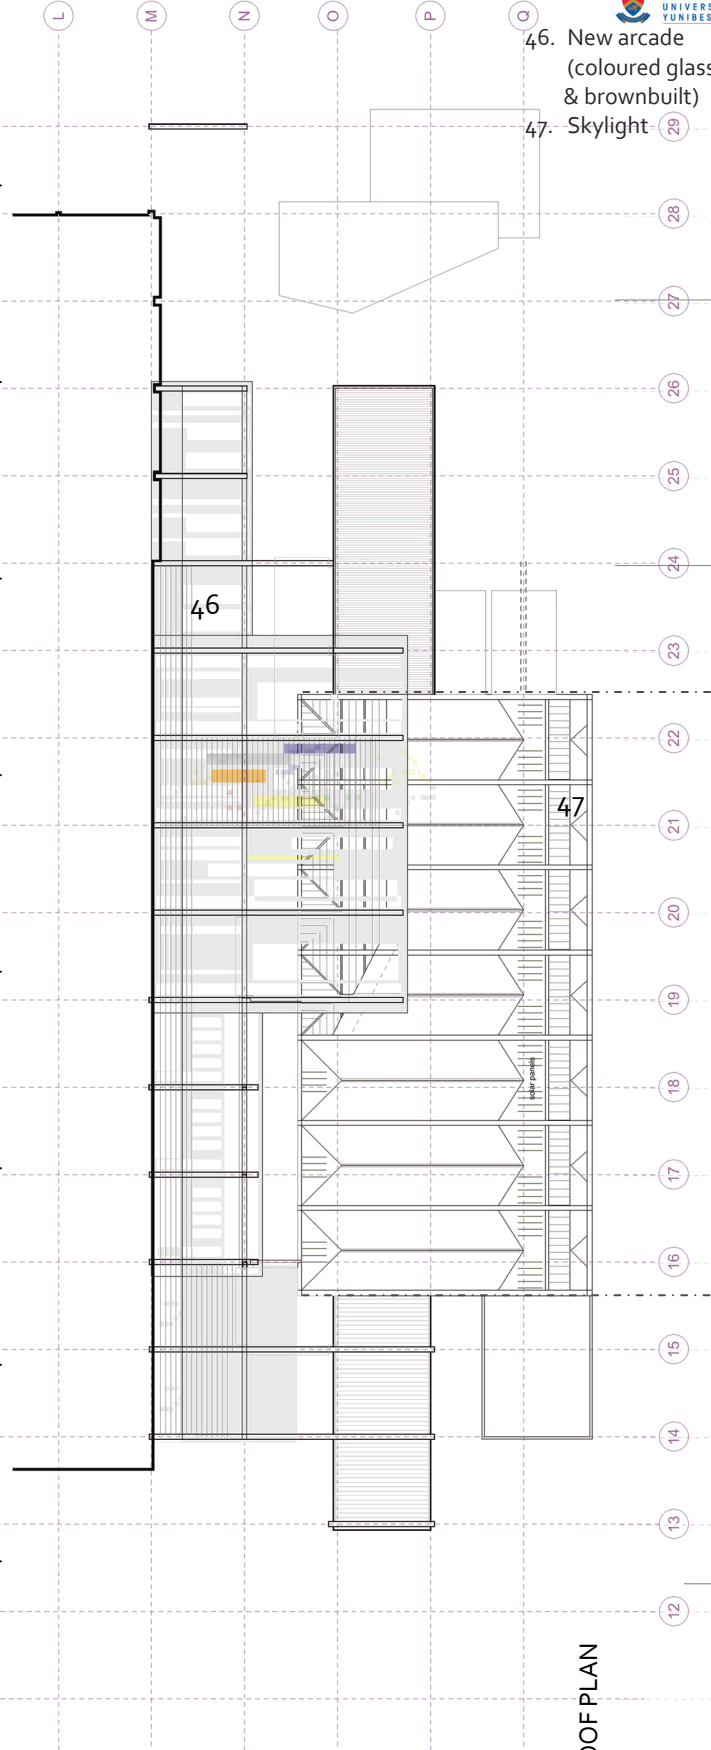 L
M
N
O
P
Q
UNIVERS
YUNIBES
46. New arcade
(coloured glass
& brownbuilt)
47. Skylight
29
28
27
26
25
24
46
23
22
47
21
20
19
solar panels
18
17
16
15
14
13
12
OOF PLAN